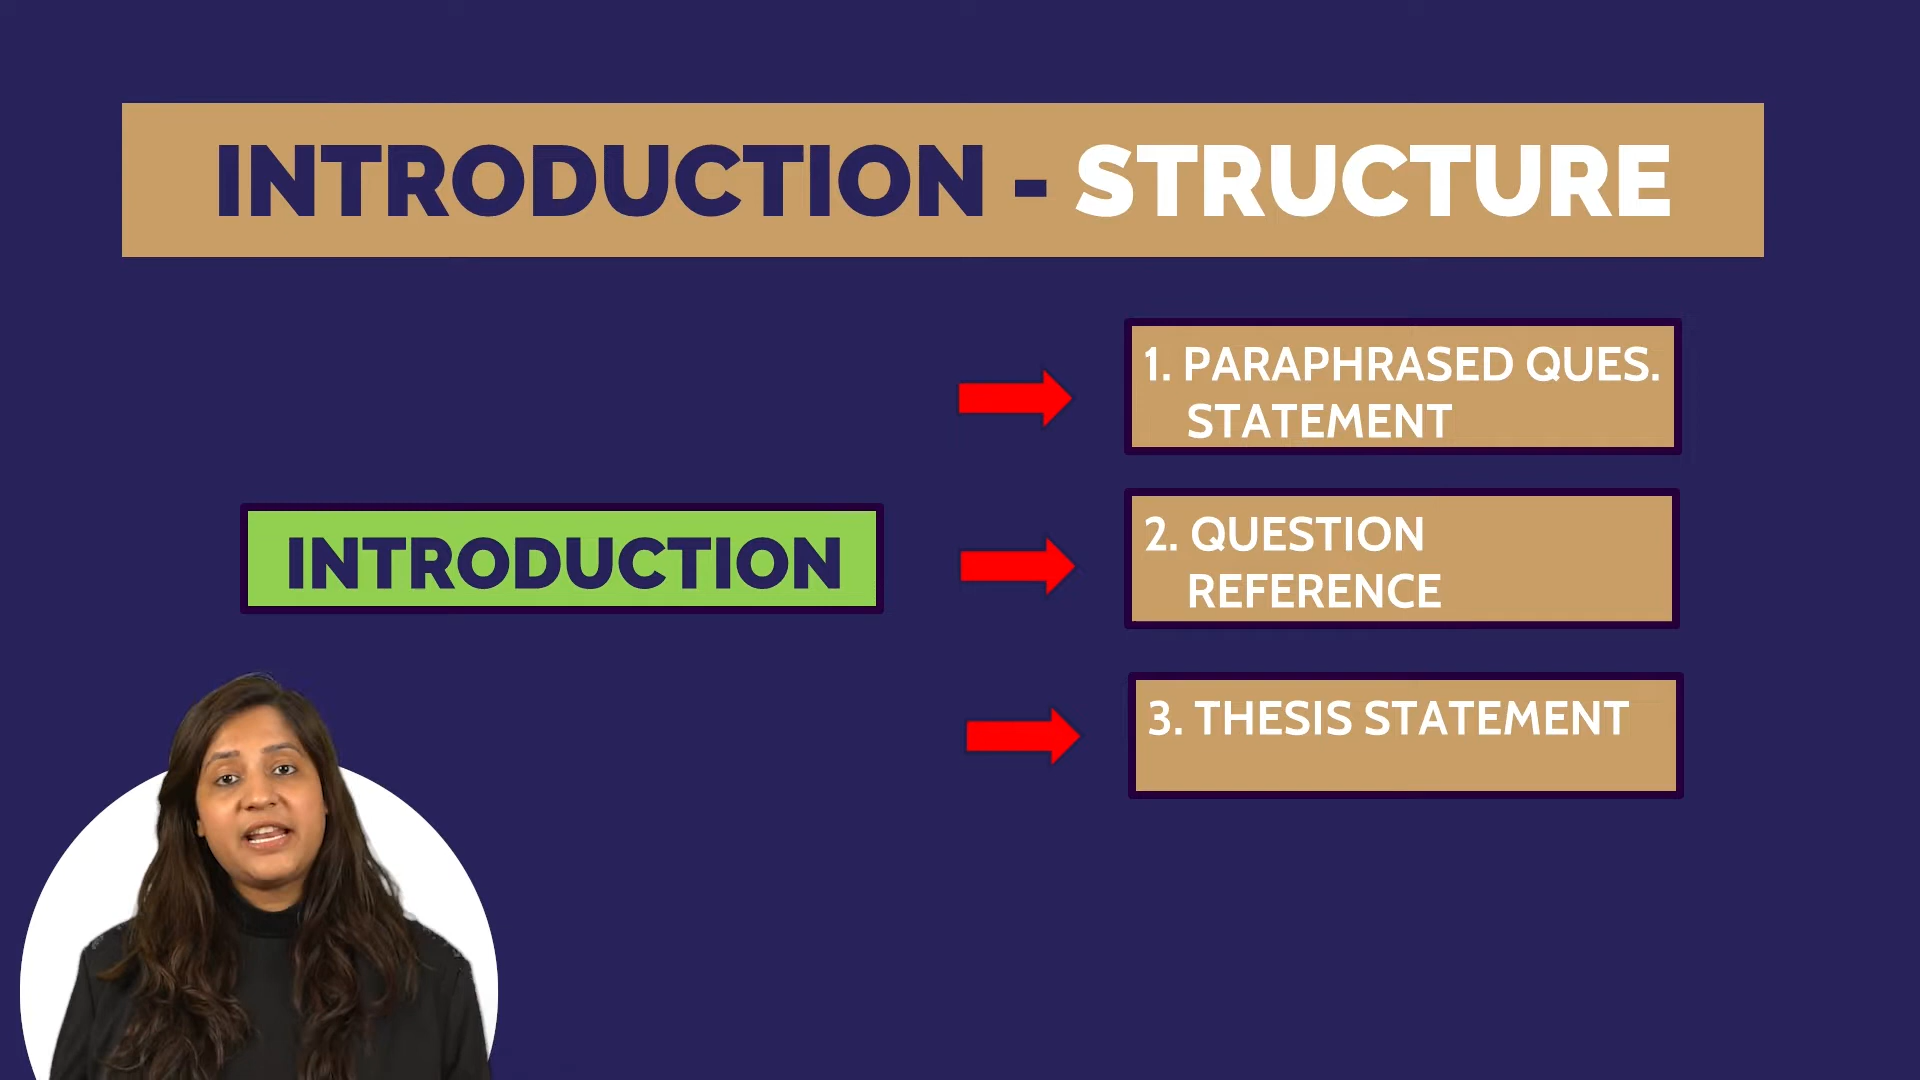 INTRODUCTION - STRUCTURE
1. PARAPHRASED QUES.
STATEMENT
INTRODUCTION
2. QUESTION
REFERENCE
3. THESIS STATEMENT